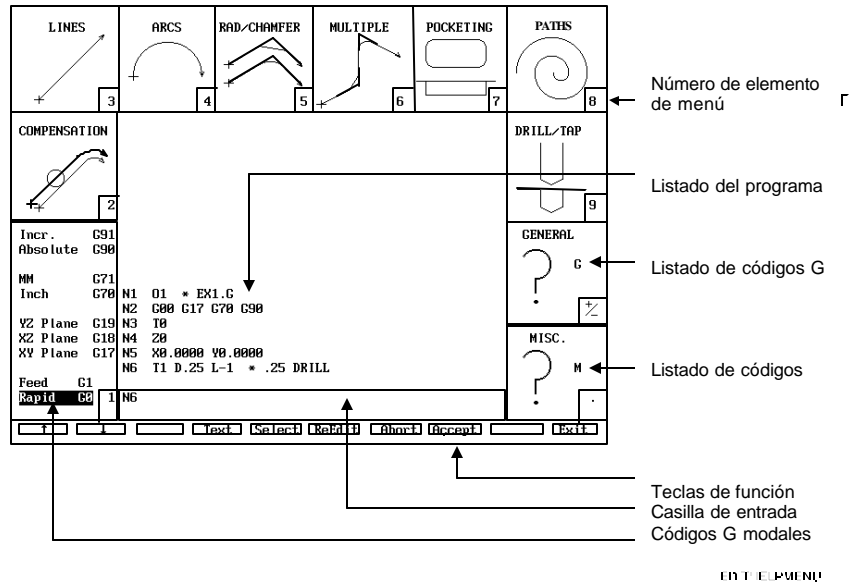 LINES
3
ARCS
4
RAD/CHAMFER
5
MULTIPLE
6
POCKETING
7
PATHS
8
Número de elemento
de menú
COMPENSATION
2
DRILL/TAP
9
Listado del programa
Incr. G91
Absolute G90
MM G71
Inch G70
YZ Plane G19
XZ Plane G18
XY Plane G17
Feed G1
Rapid G0
1
N1 O1 * EX1.G
N2 G00 G17 G70 G90
N3 T0
N4 Z0
N5 X0.0000 Y0.0000
N6 T1 D.25 L-1 * .25 DRILL
N6
GENERAL
? G
+/-
Listado de códigos G
MISC.
? M
.
Listado de códigos
↑ ↓ Text Select ReEdit Abort Accept Exit
Teclas de función
Casilla de entrada
Códigos G modales